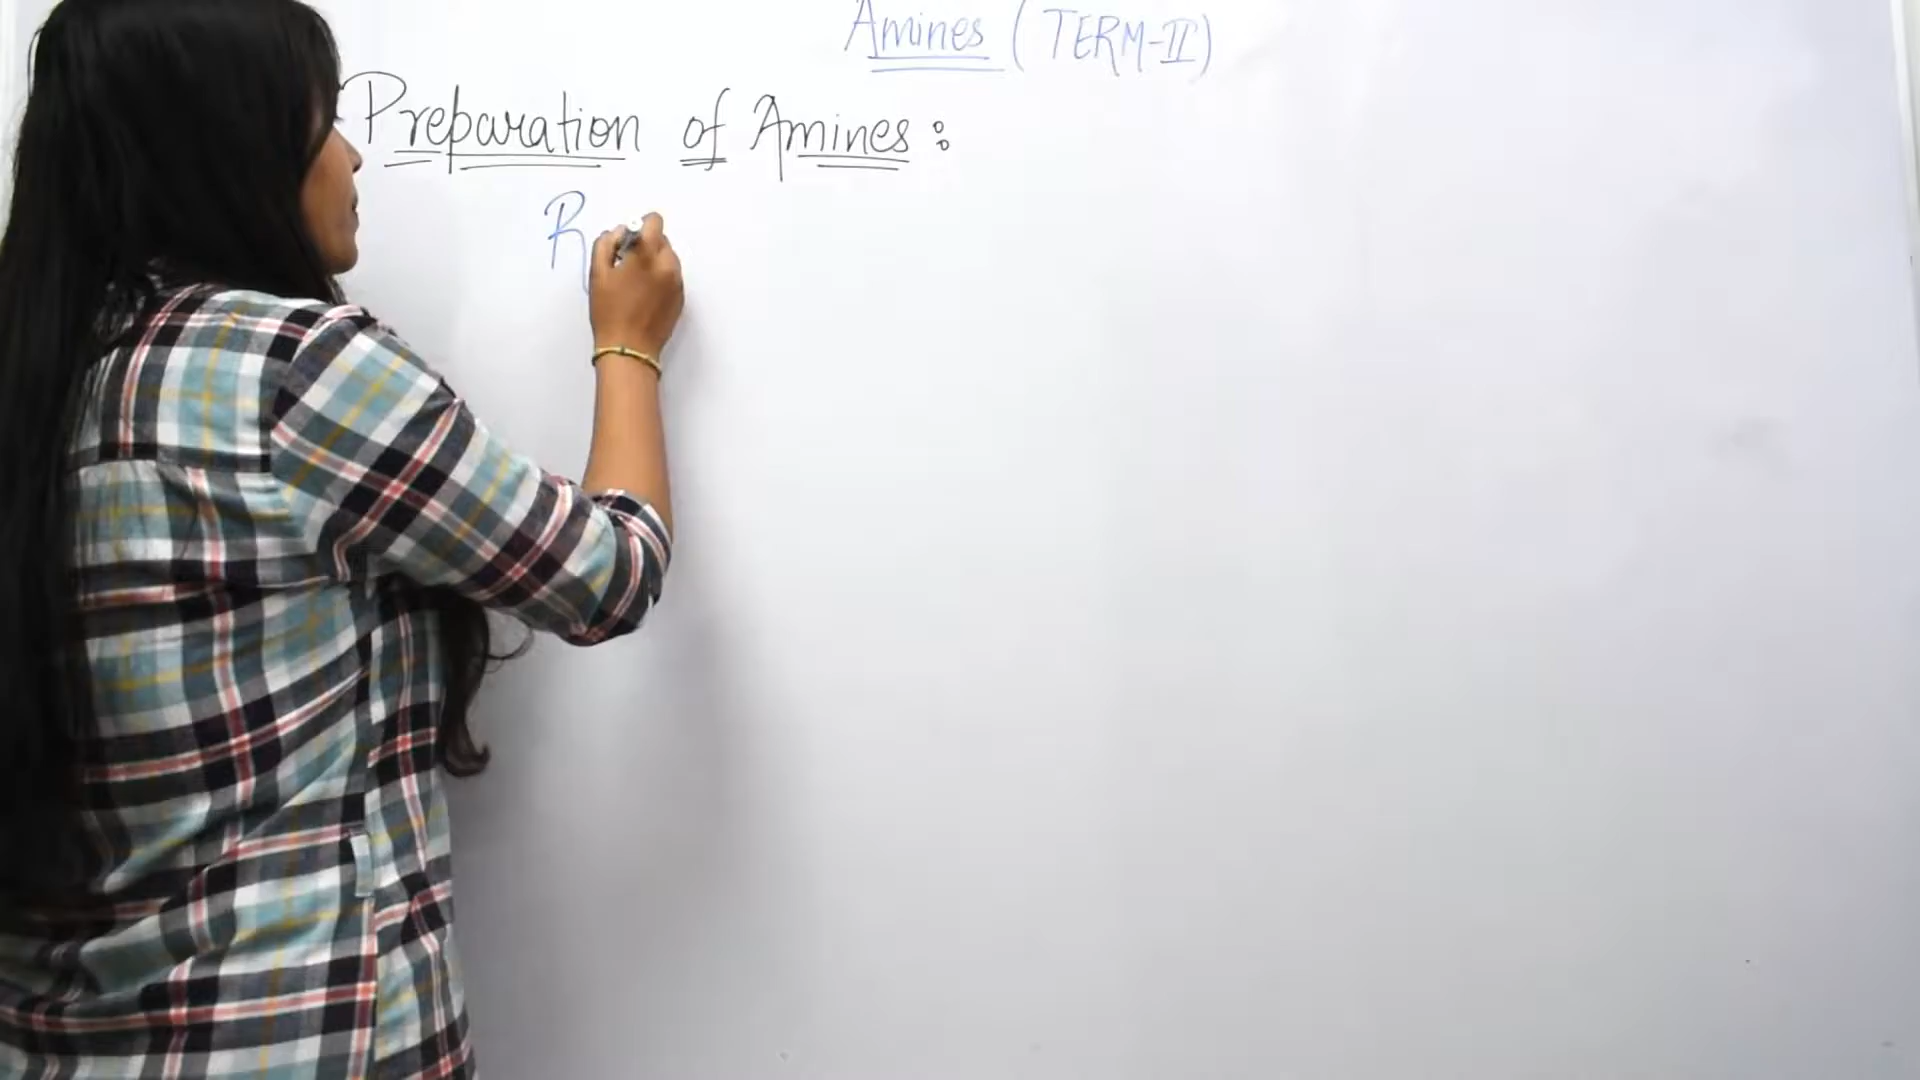 Amines (TERM-II)
Preparation of Amines :
R